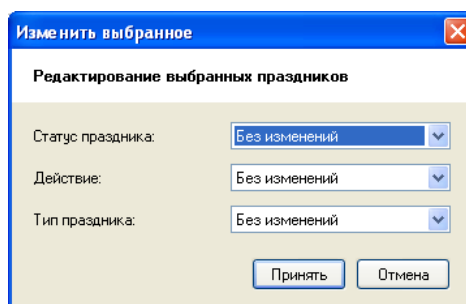 Изменить выбранное
Редактирование выбранных праздников
Статус праздника: Без изменений
Действие: Без изменений
Тип праздника: Без изменений
Принять Отмена